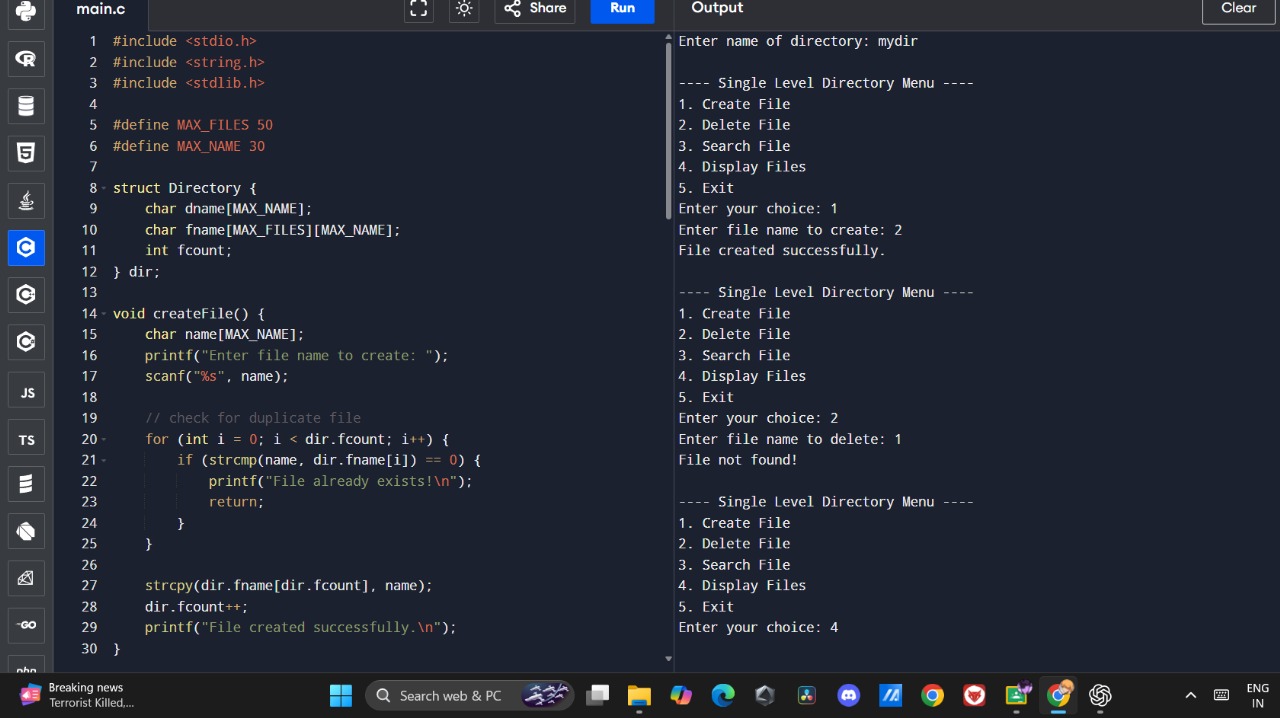 main.c
Share
Run
Output
Clear
1 #include <stdio.h>
2 #include <string.h>
3 #include <stdlib.h>
4
5 #define MAX_FILES 50
6 #define MAX_NAME 30
7
8 struct Directory {
9 char dname[MAX_NAME];
10 char fname[MAX_FILES][MAX_NAME];
11 int fcount;
12 } dir;
13
14 void createFile() {
15 char name[MAX_NAME];
16 printf("Enter file name to create: ");
17 scanf("%s", name);
18
19 // check for duplicate file
20 for (int i = 0; i < dir.fcount; i++) {
21 if (strcmp(name, dir.fname[i]) == 0) {
22 printf("File already exists!\n");
23 return;
24 }
25 }
26
27 strcpy(dir.fname[dir.fcount], name);
28 dir.fcount++;
29 printf("File created successfully.\n");
30 }
Enter name of directory: mydir
---- Single Level Directory Menu ----
1. Create File
2. Delete File
3. Search File
4. Display Files
5. Exit
Enter your choice: 1
Enter file name to create: 2
File created successfully.
---- Single Level Directory Menu ----
1. Create File
2. Delete File
3. Search File
4. Display Files
5. Exit
Enter your choice: 2
Enter file name to delete: 1
File not found!
---- Single Level Directory Menu ----
1. Create File
2. Delete File
3. Search File
4. Display Files
5. Exit
Enter your choice: 4
JS
TS
GO
php
Breaking news
Terrorist Killed,...
Search web & PC
ENG
IN